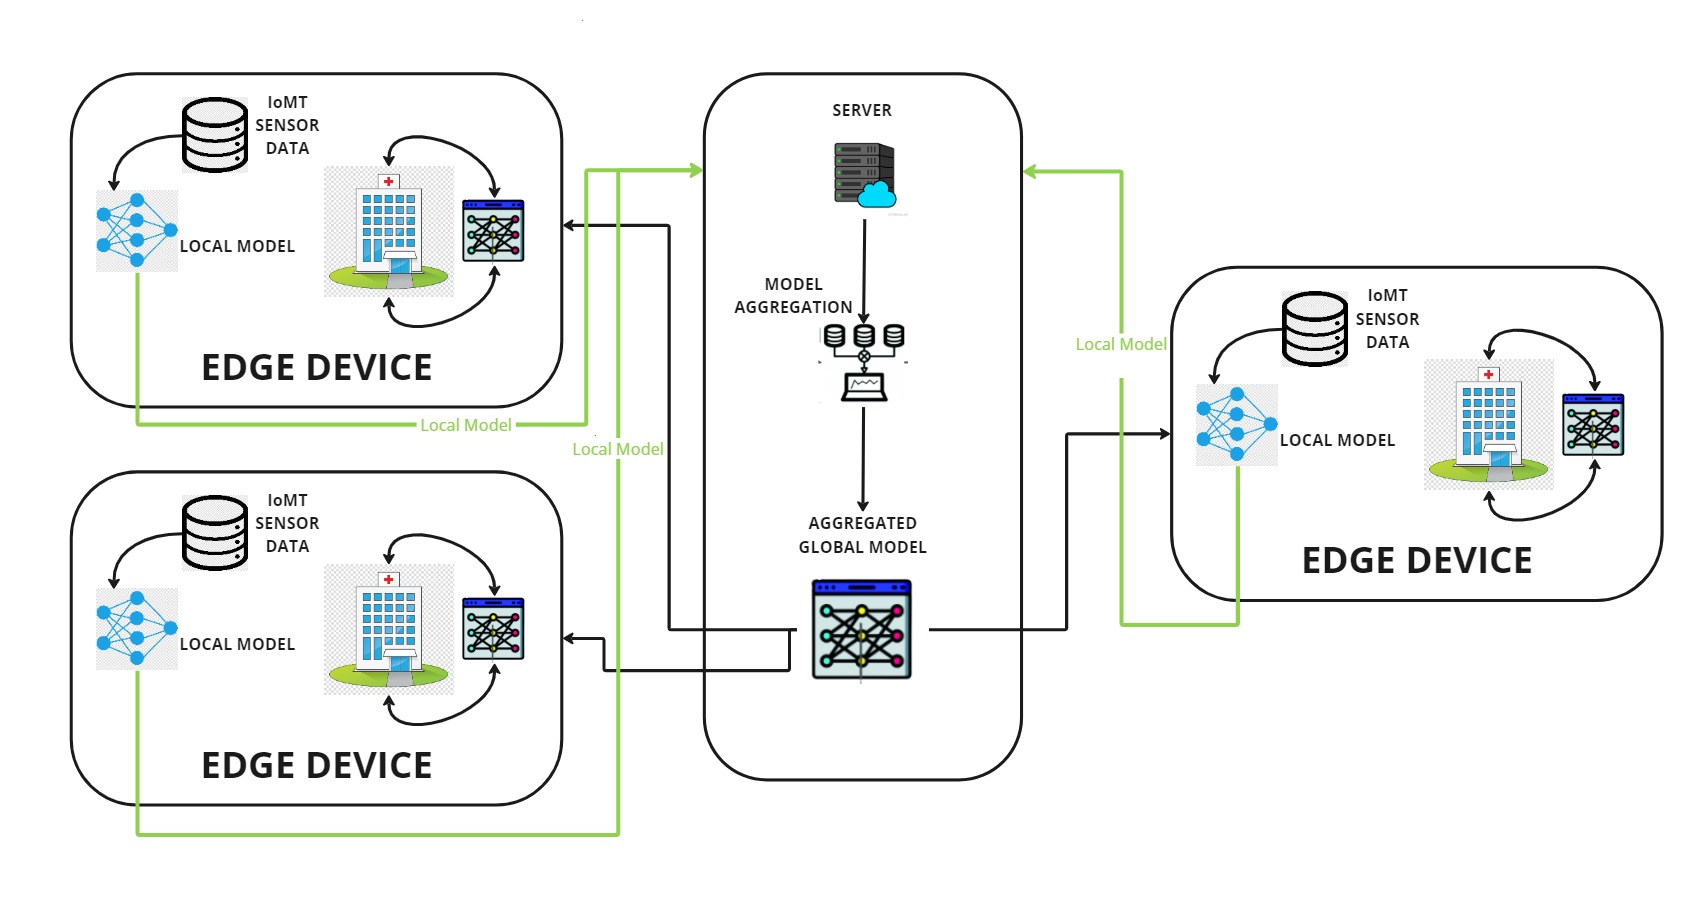 IoMT
SENSOR
DATA
LOCAL MODEL
EDGE DEVICE
Local Model
IoMT
SENSOR
DATA
LOCAL MODEL
EDGE DEVICE
Local Model
SERVER
MODEL
AGGREGATION
AGGREGATED
GLOBAL MODEL
Local Model
IoMT
SENSOR
DATA
LOCAL MODEL
EDGE DEVICE